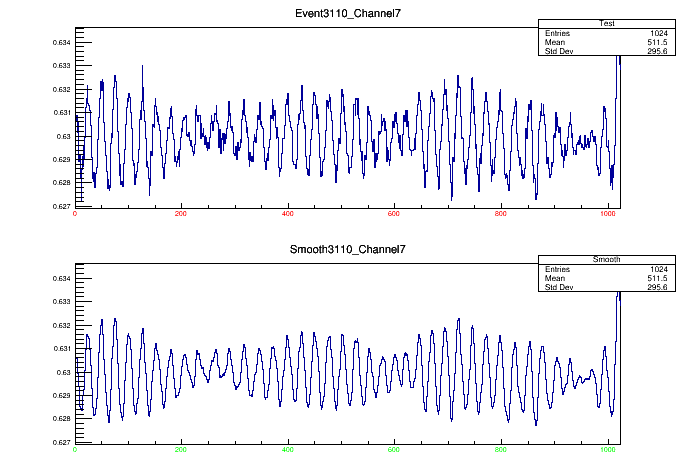 Event3110_Channel7
Test
Entries 1024
Mean 511.5
Std Dev 295.6
0.634
0.633
0.632
0.631
0.63
0.629
0.628
0.627
0 200 400 600 800 1000
Smooth3110_Channel7
Smooth
Entries 1024
Mean 511.5
Std Dev 295.6
0.634
0.633
0.632
0.631
0.63
0.629
0.628
0.627
0 200 400 600 800 1000